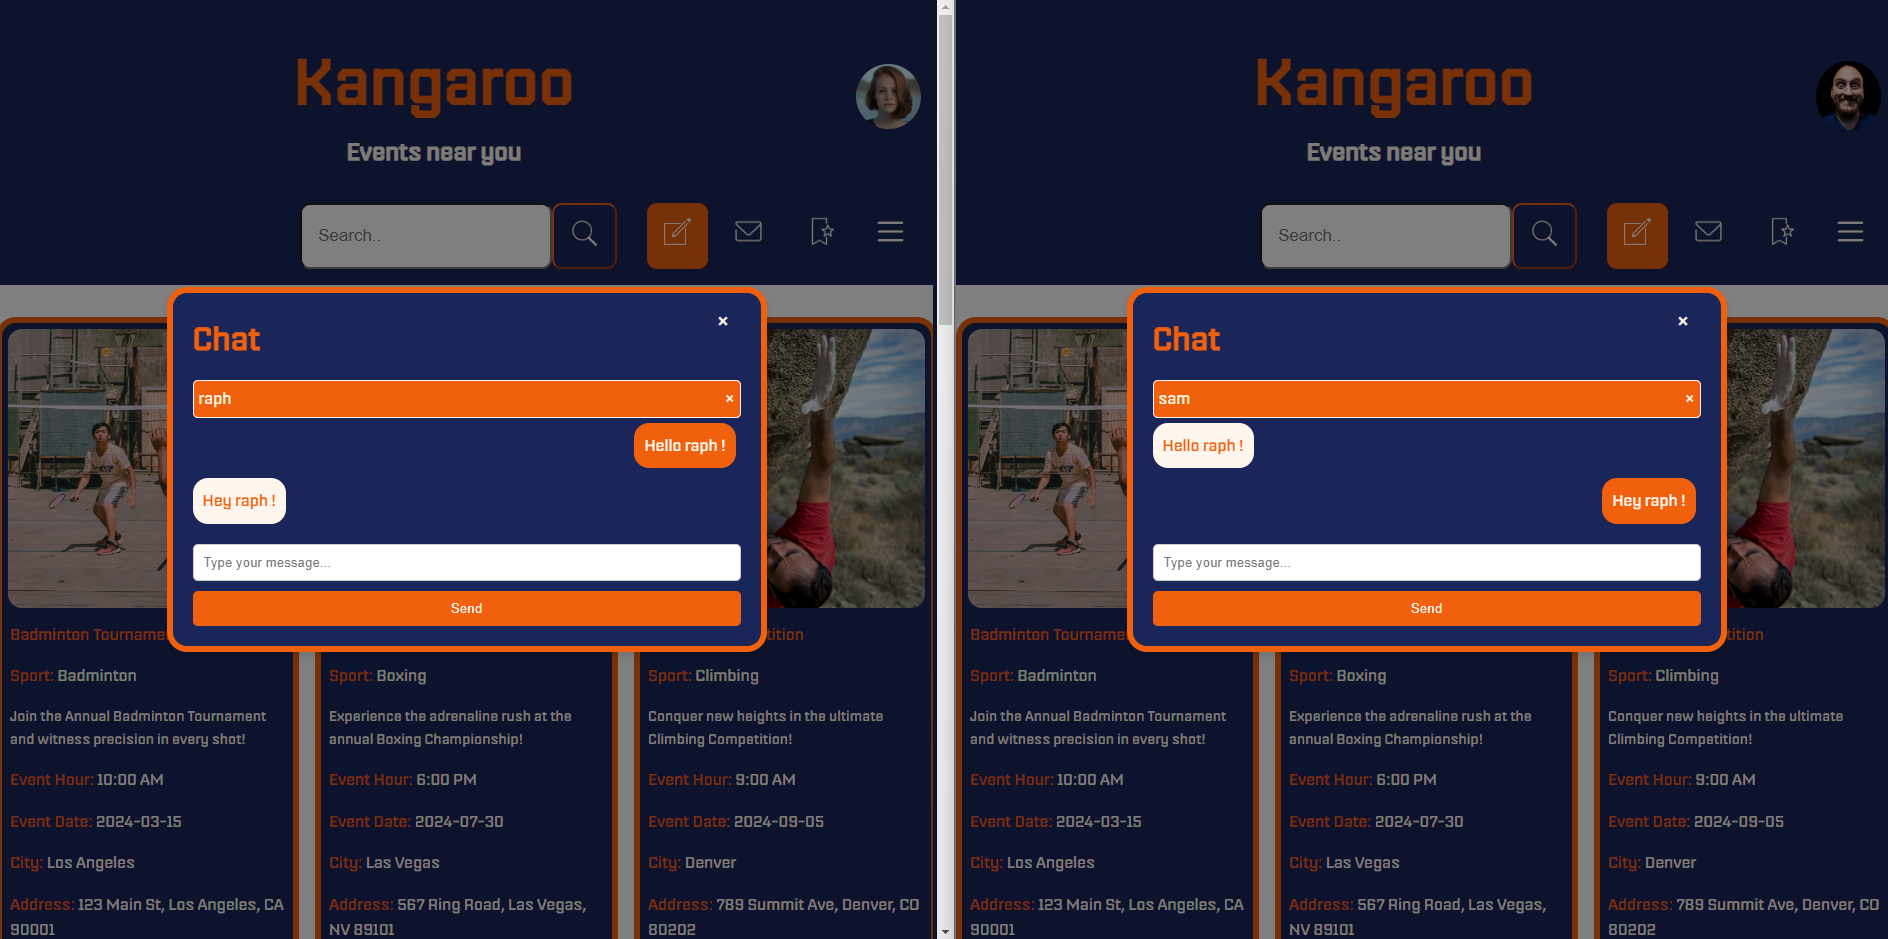 Kangaroo
Events near you
Search..
Chat
×
raph ×
Hello raph !
Hey raph !
Type your message...
Send
Badminton Tourname
tition
Sport: Badminton
Join the Annual Badminton Tournament
and witness precision in every shot!
Event Hour: 10:00 AM
Event Date: 2024-03-15
City: Los Angeles
Address: 123 Main St, Los Angeles, CA
90001
Sport: Boxing
Experience the adrenaline rush at the
annual Boxing Championship!
Event Hour: 6:00 PM
Event Date: 2024-07-30
City: Las Vegas
Address: 567 Ring Road, Las Vegas,
NV 89101
Sport: Climbing
Conquer new heights in the ultimate
Climbing Competition!
Event Hour: 9:00 AM
Event Date: 2024-09-05
City: Denver
Address: 789 Summit Ave, Denver, CO
80202
Kangaroo
Events near you
Search..
Chat
×
sam ×
Hello raph !
Hey raph !
Type your message...
Send
Badminton Tournam
tition
Sport: Badminton
Join the Annual Badminton Tournament
and witness precision in every shot!
Event Hour: 10:00 AM
Event Date: 2024-03-15
City: Los Angeles
Address: 123 Main St, Los Angeles, CA
90001
Sport: Boxing
Experience the adrenaline rush at the
annual Boxing Championship!
Event Hour: 6:00 PM
Event Date: 2024-07-30
City: Las Vegas
Address: 567 Ring Road, Las Vegas,
NV 89101
Sport: Climbing
Conquer new heights in the ultimate
Climbing Competition!
Event Hour: 9:00 AM
Event Date: 2024-09-05
City: Denver
Address: 789 Summit Ave, Denver, CO
80202